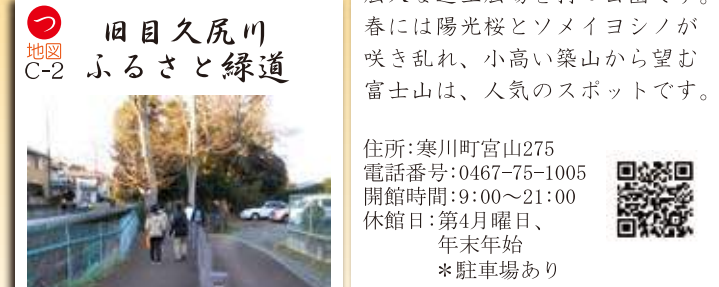 つ
地図
C-2
旧目久尻川
ふるさと緑道
春には陽光桜とソメイヨシノが
咲き乱れ、小高い築山から望む
富士山は、人気のスポットです。
住所:寒川町宮山275
電話番号:0467-75-1005
開館時間:9:00～21:00
休館日:第4月曜日、
年末年始
＊駐車場あり